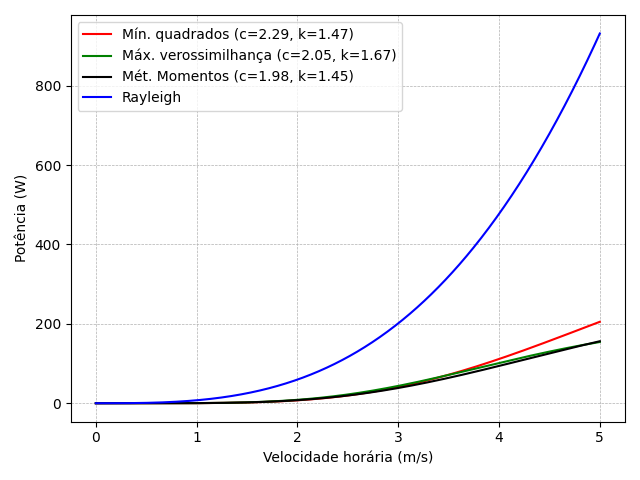 Mín. quadrados (c=2.29, k=1.47)
Máx. verossimilhança (c=2.05, k=1.67)
Mét. Momentos (c=1.98, k=1.45)
Rayleigh
Potência (W)
800
600
400
200
0
0 1 2 3 4 5
Velocidade horária (m/s)